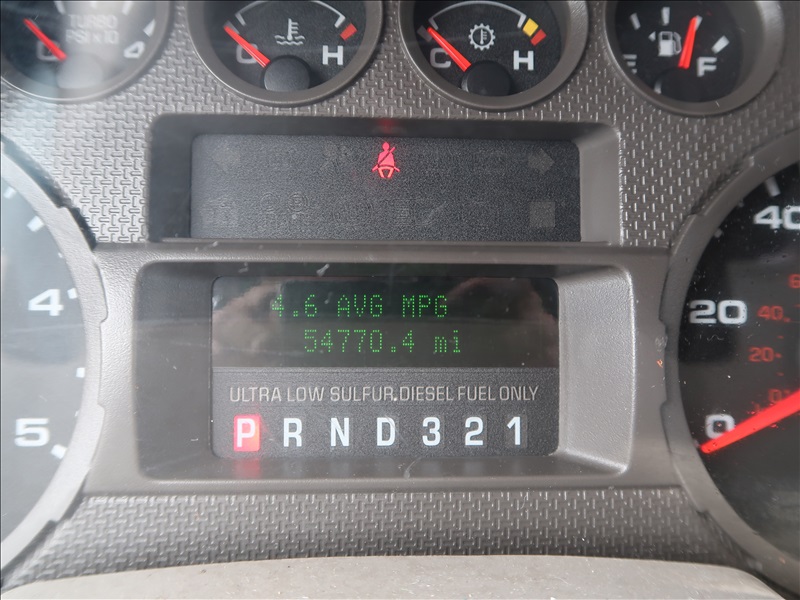 TURBO
PSI x 10
C H
C H
E F
4.6 AVG MPG
54770.4 mi
ULTRA LOW SULFUR DIESEL FUEL ONLY
P R N D 3 2 1
4
5
40
20
0
40
20